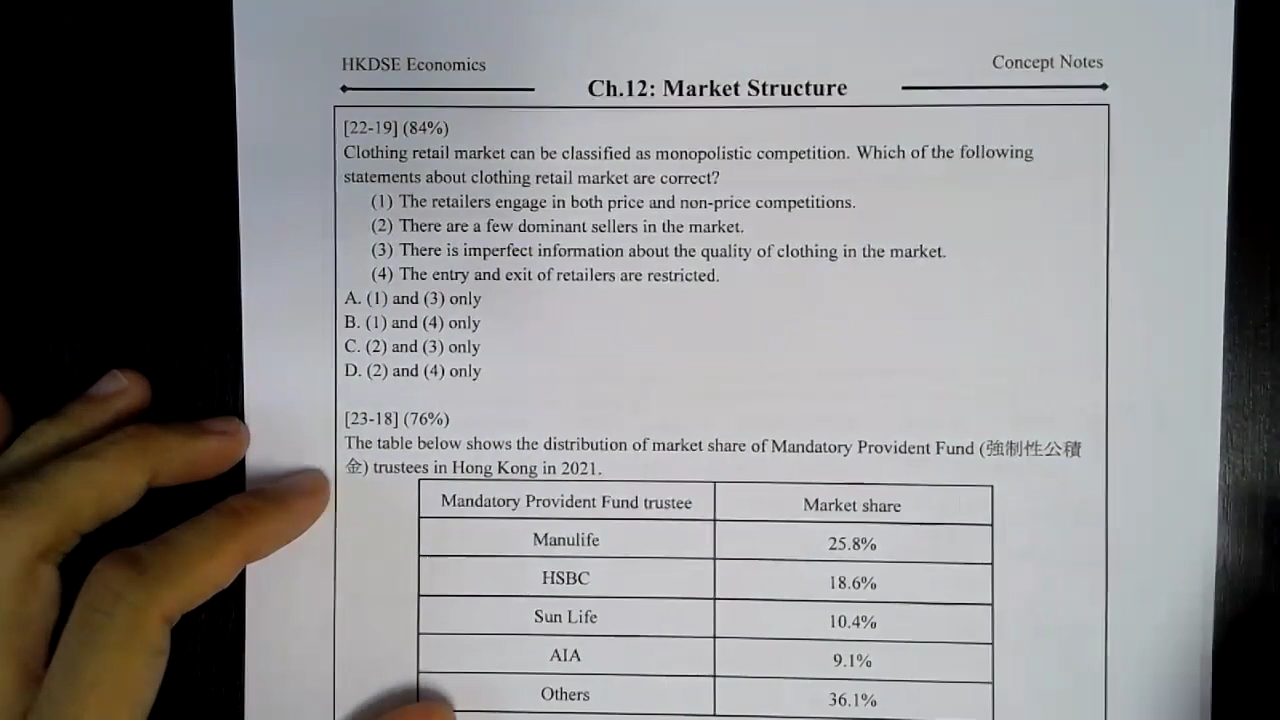 HKDSE Economics
Concept Notes
Ch.12: Market Structure
[22-19] (84%)
Clothing retail market can be classified as monopolistic competition. Which of the following
statements about clothing retail market are correct?
(1) The retailers engage in both price and non-price competitions.
(2) There are a few dominant sellers in the market.
(3) There is imperfect information about the quality of clothing in the market.
(4) The entry and exit of retailers are restricted.
A. (1) and (3) only
B. (1) and (4) only
C. (2) and (3) only
D. (2) and (4) only
[23-18] (76%)
The table below shows the distribution of market share of Mandatory Provident Fund (強制性公積
金) trustees in Hong Kong in 2021.
Mandatory Provident Fund trustee Market share
Manulife 25.8%
HSBC 18.6%
Sun Life 10.4%
AIA 9.1%
Others 36.1%